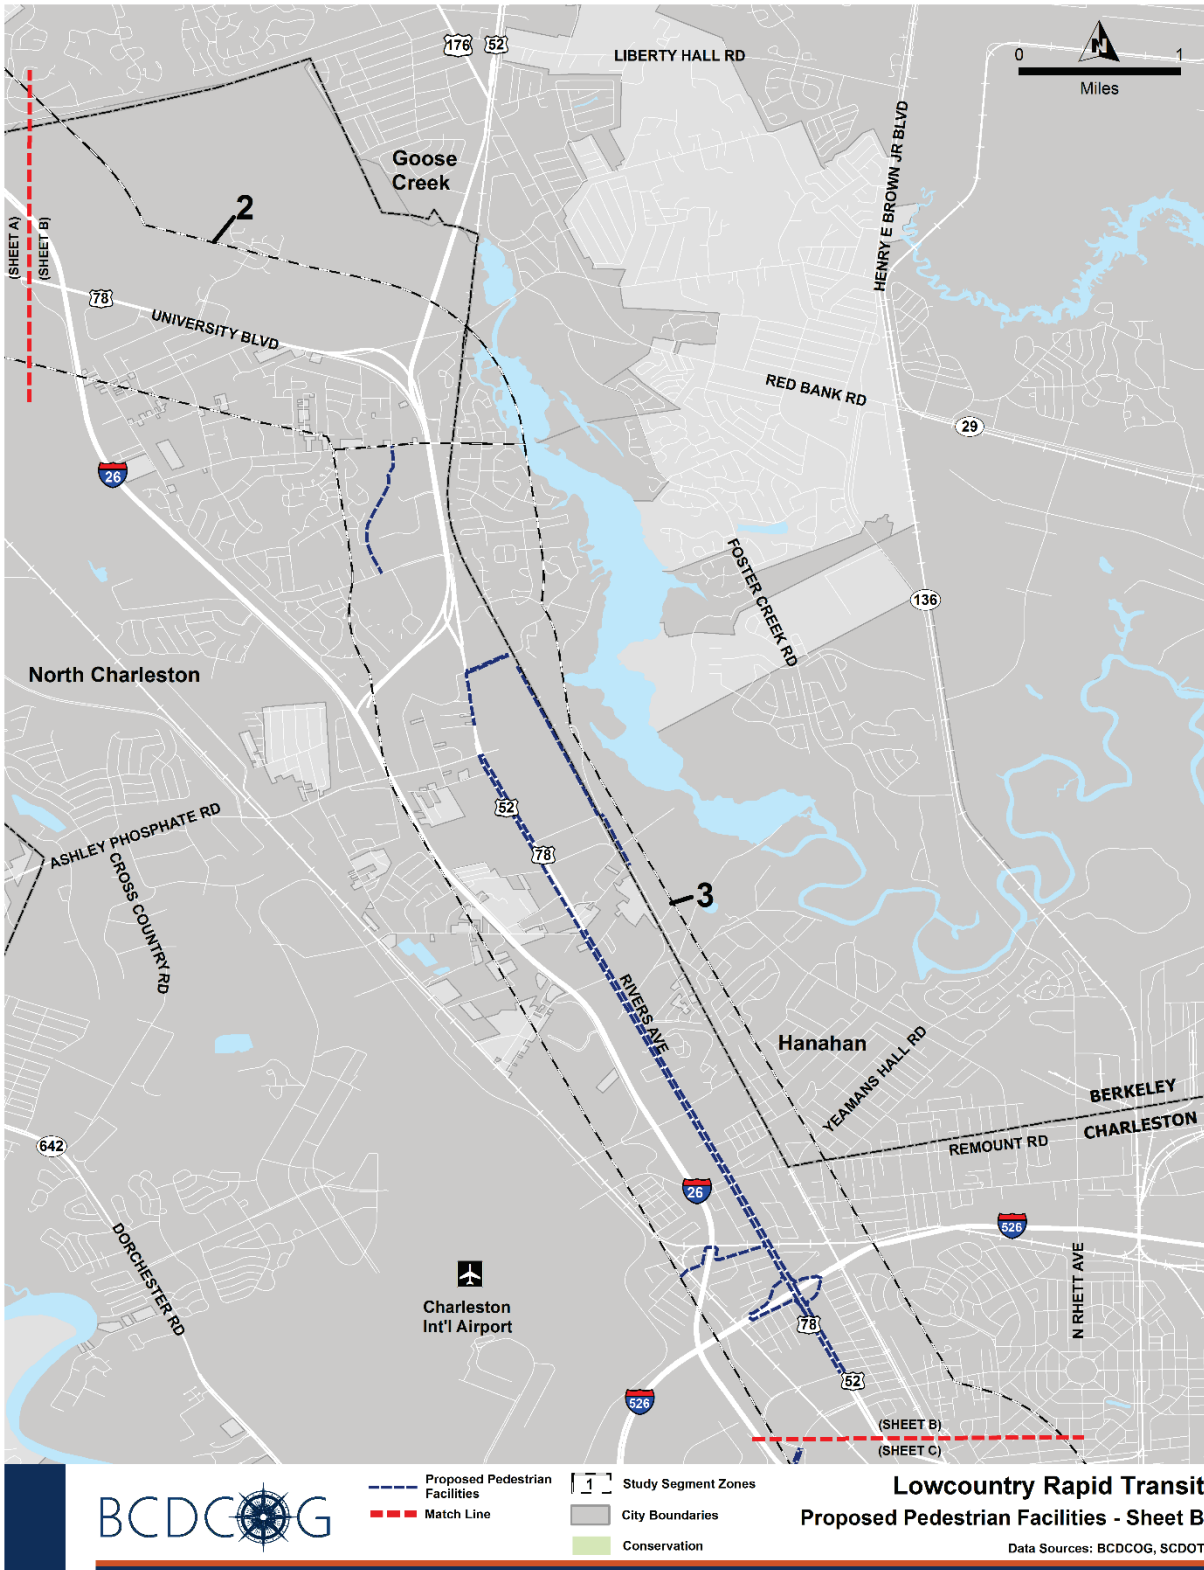 176
52
LIBERTY HALL RD
N
0
1
Miles
Goose
Creek
HENRY E BROWN JR BLVD
2
(SHEET A)
(SHEET B)
78
UNIVERSITY BLVD
RED BANK RD
29
26
FOSTER CREEK RD
136
North Charleston
52
ASHLEY PHOSPHATE RD
78
CROSS COUNTRY RD
3
RIVERS AVE
Hanahan
YEAMANS HALL RD
BERKELEY
CHARLESTON
REMOUNT RD
642
26
526
DORCHESTER RD
N RHETT AVE
Charleston
Int'l Airport
78
52
526
(SHEET B)
(SHEET C)
BCDCOG
Proposed Pedestrian
Facilities
Match Line
1
Study Segment Zones
City Boundaries
Conservation
Lowcountry Rapid Transit
Proposed Pedestrian Facilities - Sheet B
Data Sources: BCDCOG, SCDOT